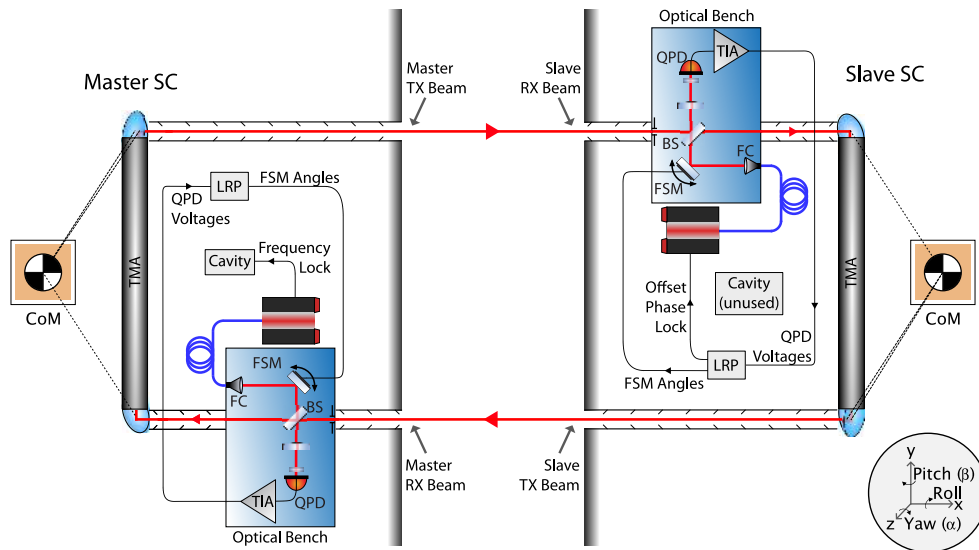 Master SC
Master
TX Beam
Slave
RX Beam
Optical Bench
Slave SC
QPD
TIA
BS
FC
FSM
QPD
Voltages
LRP
FSM Angles
Cavity
Frequency
Lock
TMA
CoM
FSM
FC
BS
TIA
QPD
Optical Bench
Master
RX Beam
Slave
TX Beam
Offset
Phase
Lock
Cavity
(unused)
QPD
Voltages
LRP
FSM Angles
TMA
CoM
y
Pitch (β)
Roll
x
z
Yaw (α)